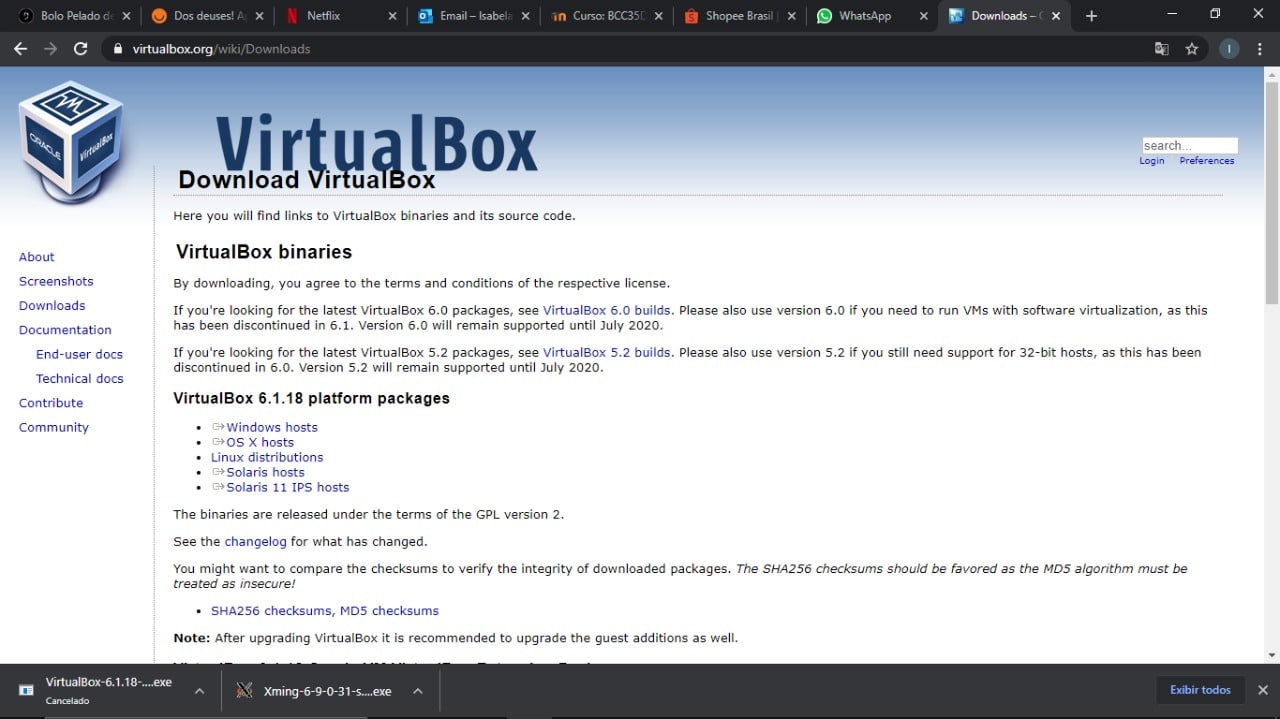 Bolo Pelado de
Dos deuses! A
Netflix
Email – Isabela
Curso: BCC35
Shopee Brasil
WhatsApp
Downloads –
virtualbox.org/wiki/Downloads
I
ORACLE
VirtualBox
VirtualBox
search...
Login Preferences
Download VirtualBox
Here you will find links to VirtualBox binaries and its source code.
About
Screenshots
Downloads
Documentation
End-user docs
Technical docs
Contribute
Community
VirtualBox binaries
By downloading, you agree to the terms and conditions of the respective license.
If you're looking for the latest VirtualBox 6.0 packages, see VirtualBox 6.0 builds. Please also use version 6.0 if you need to run VMs with software virtualization, as this
has been discontinued in 6.1. Version 6.0 will remain supported until July 2020.
If you're looking for the latest VirtualBox 5.2 packages, see VirtualBox 5.2 builds. Please also use version 5.2 if you still need support for 32-bit hosts, as this has been
discontinued in 6.0. Version 5.2 will remain supported until July 2020.
VirtualBox 6.1.18 platform packages
Windows hosts
OS X hosts
Linux distributions
Solaris hosts
Solaris 11 IPS hosts
The binaries are released under the terms of the GPL version 2.
See the changelog for what has changed.
You might want to compare the checksums to verify the integrity of downloaded packages. The SHA256 checksums should be favored as the MD5 algorithm must be
treated as insecure!
SHA256 checksums, MD5 checksums
Note: After upgrading VirtualBox it is recommended to upgrade the guest additions as well.
VirtualBox-6.1.18-....exe
Cancelado
Xming-6-9-0-31-s....exe
Exibir todos